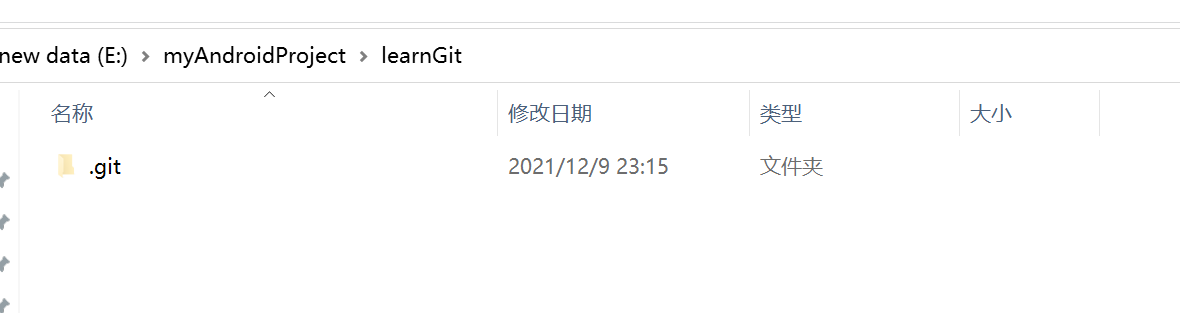 new data (E:) > myAndroidProject > learnGit
名称 修改日期 类型 大小
.git 2021/12/9 23:15 文件夹